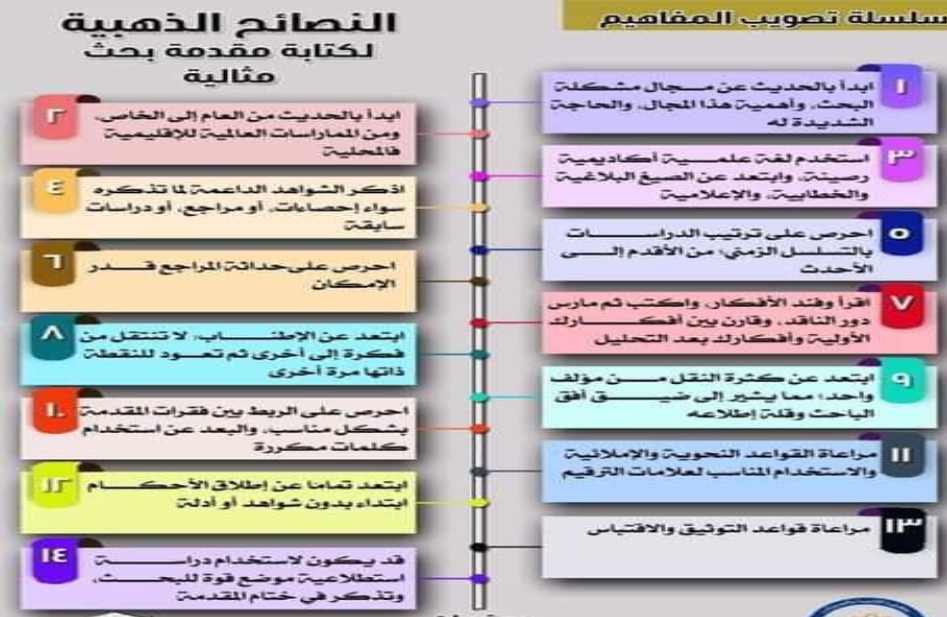 سلسلة تصويب المفاهيم
النصائح الذهبية
لكتابة مقدمة بحث
مثالية
١
ابدأ بالحديث عن مجال مشكلة
البحث، وأهمية هذا المجال، والحاجة
الشديدة له
٢
ابدأ بالحديث من العام إلى الخاص،
ومن الممارسات العالمية للإقليمية
فالمحلية
٣
استخدم لغة علمية أكاديمية
رصينة، وابتعد عن الصيغ البلاغية
والخطابية، والإعلامية
٤
اذكر الشواهد الداعمة لما تذكره
سواء إحصاءات، أو مراجع، أو دراسات
سابقة
٥
احرص على ترتيب الدراسات
بالتسلسل الزمني؛ من الأقدم إلى
الأحدث
٦
احرص على حداثة المراجع قدر
الإمكان
٧
اقرأ وفند الأفكار، واكتب ثم مارس
دور الناقد، وقارن بين أفكارك
الأولية وأفكارك بعد التحليل
٨
ابتعد عن الإطناب، لا تنتقل من
فكرة إلى أخرى ثم تعود للنقطة
ذاتها مرة أخرى
٩
ابتعد عن كثرة النقل من مؤلف
واحد؛ مما يشير إلى ضيق أفق
الباحث وقلة إطلاعه
١٠
احرص على الربط بين فقرات المقدمة
بشكل مناسب، والبعد عن استخدام
كلمات مكررة
١١
مراعاة القواعد النحوية والإملائية
والاستخدام المناسب لعلامات الترقيم
١٢
ابتعد تماما عن إطلاق الأحكام
ابتداء بدون شواهد أو أدلة
١٣
مراعاة قواعد التوثيق والاقتباس
١٤
قد يكون لاستخدام دراسة
استطلاعية موضع قوة للبحث،
وتذكر في ختام المقدمة